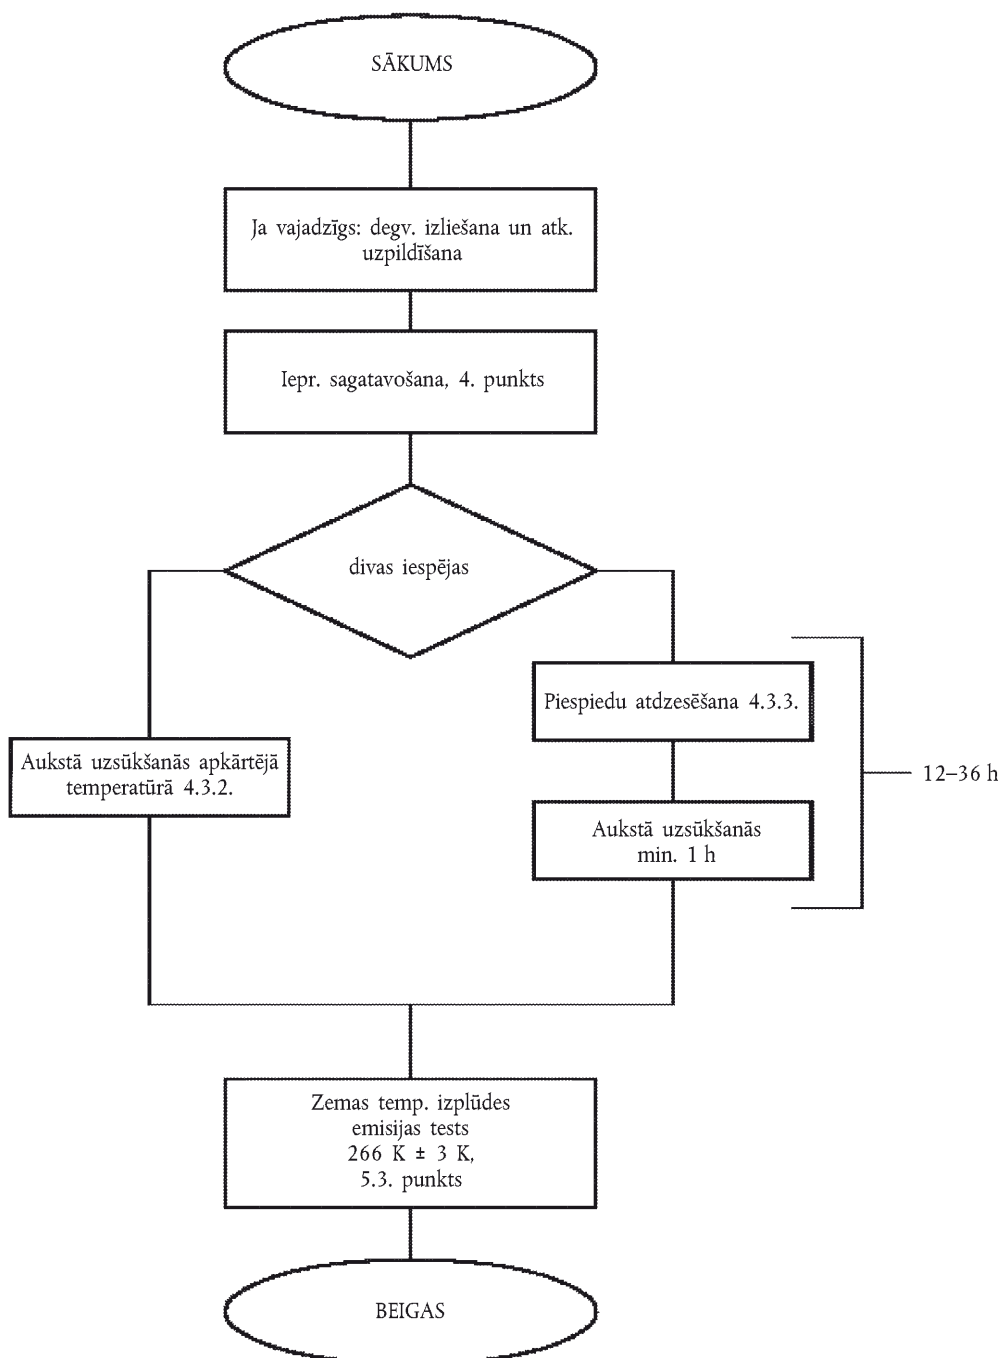 SĀKUMS
Ja vajadzīgs: degv. izliešana un atk.
uzpildīšana
Iepr. sagatavošana, 4. punkts
divas iespējas
Aukstā uzsūkšanās apkārtējā
temperatūrā 4.3.2.
Piespiedu atdzesēšana 4.3.3.
Aukstā uzsūkšanās
min. 1 h
12–36 h
Zemas temp. izplūdes
emisijas tests
266 K ± 3 K,
5.3. punkts
BEIGAS